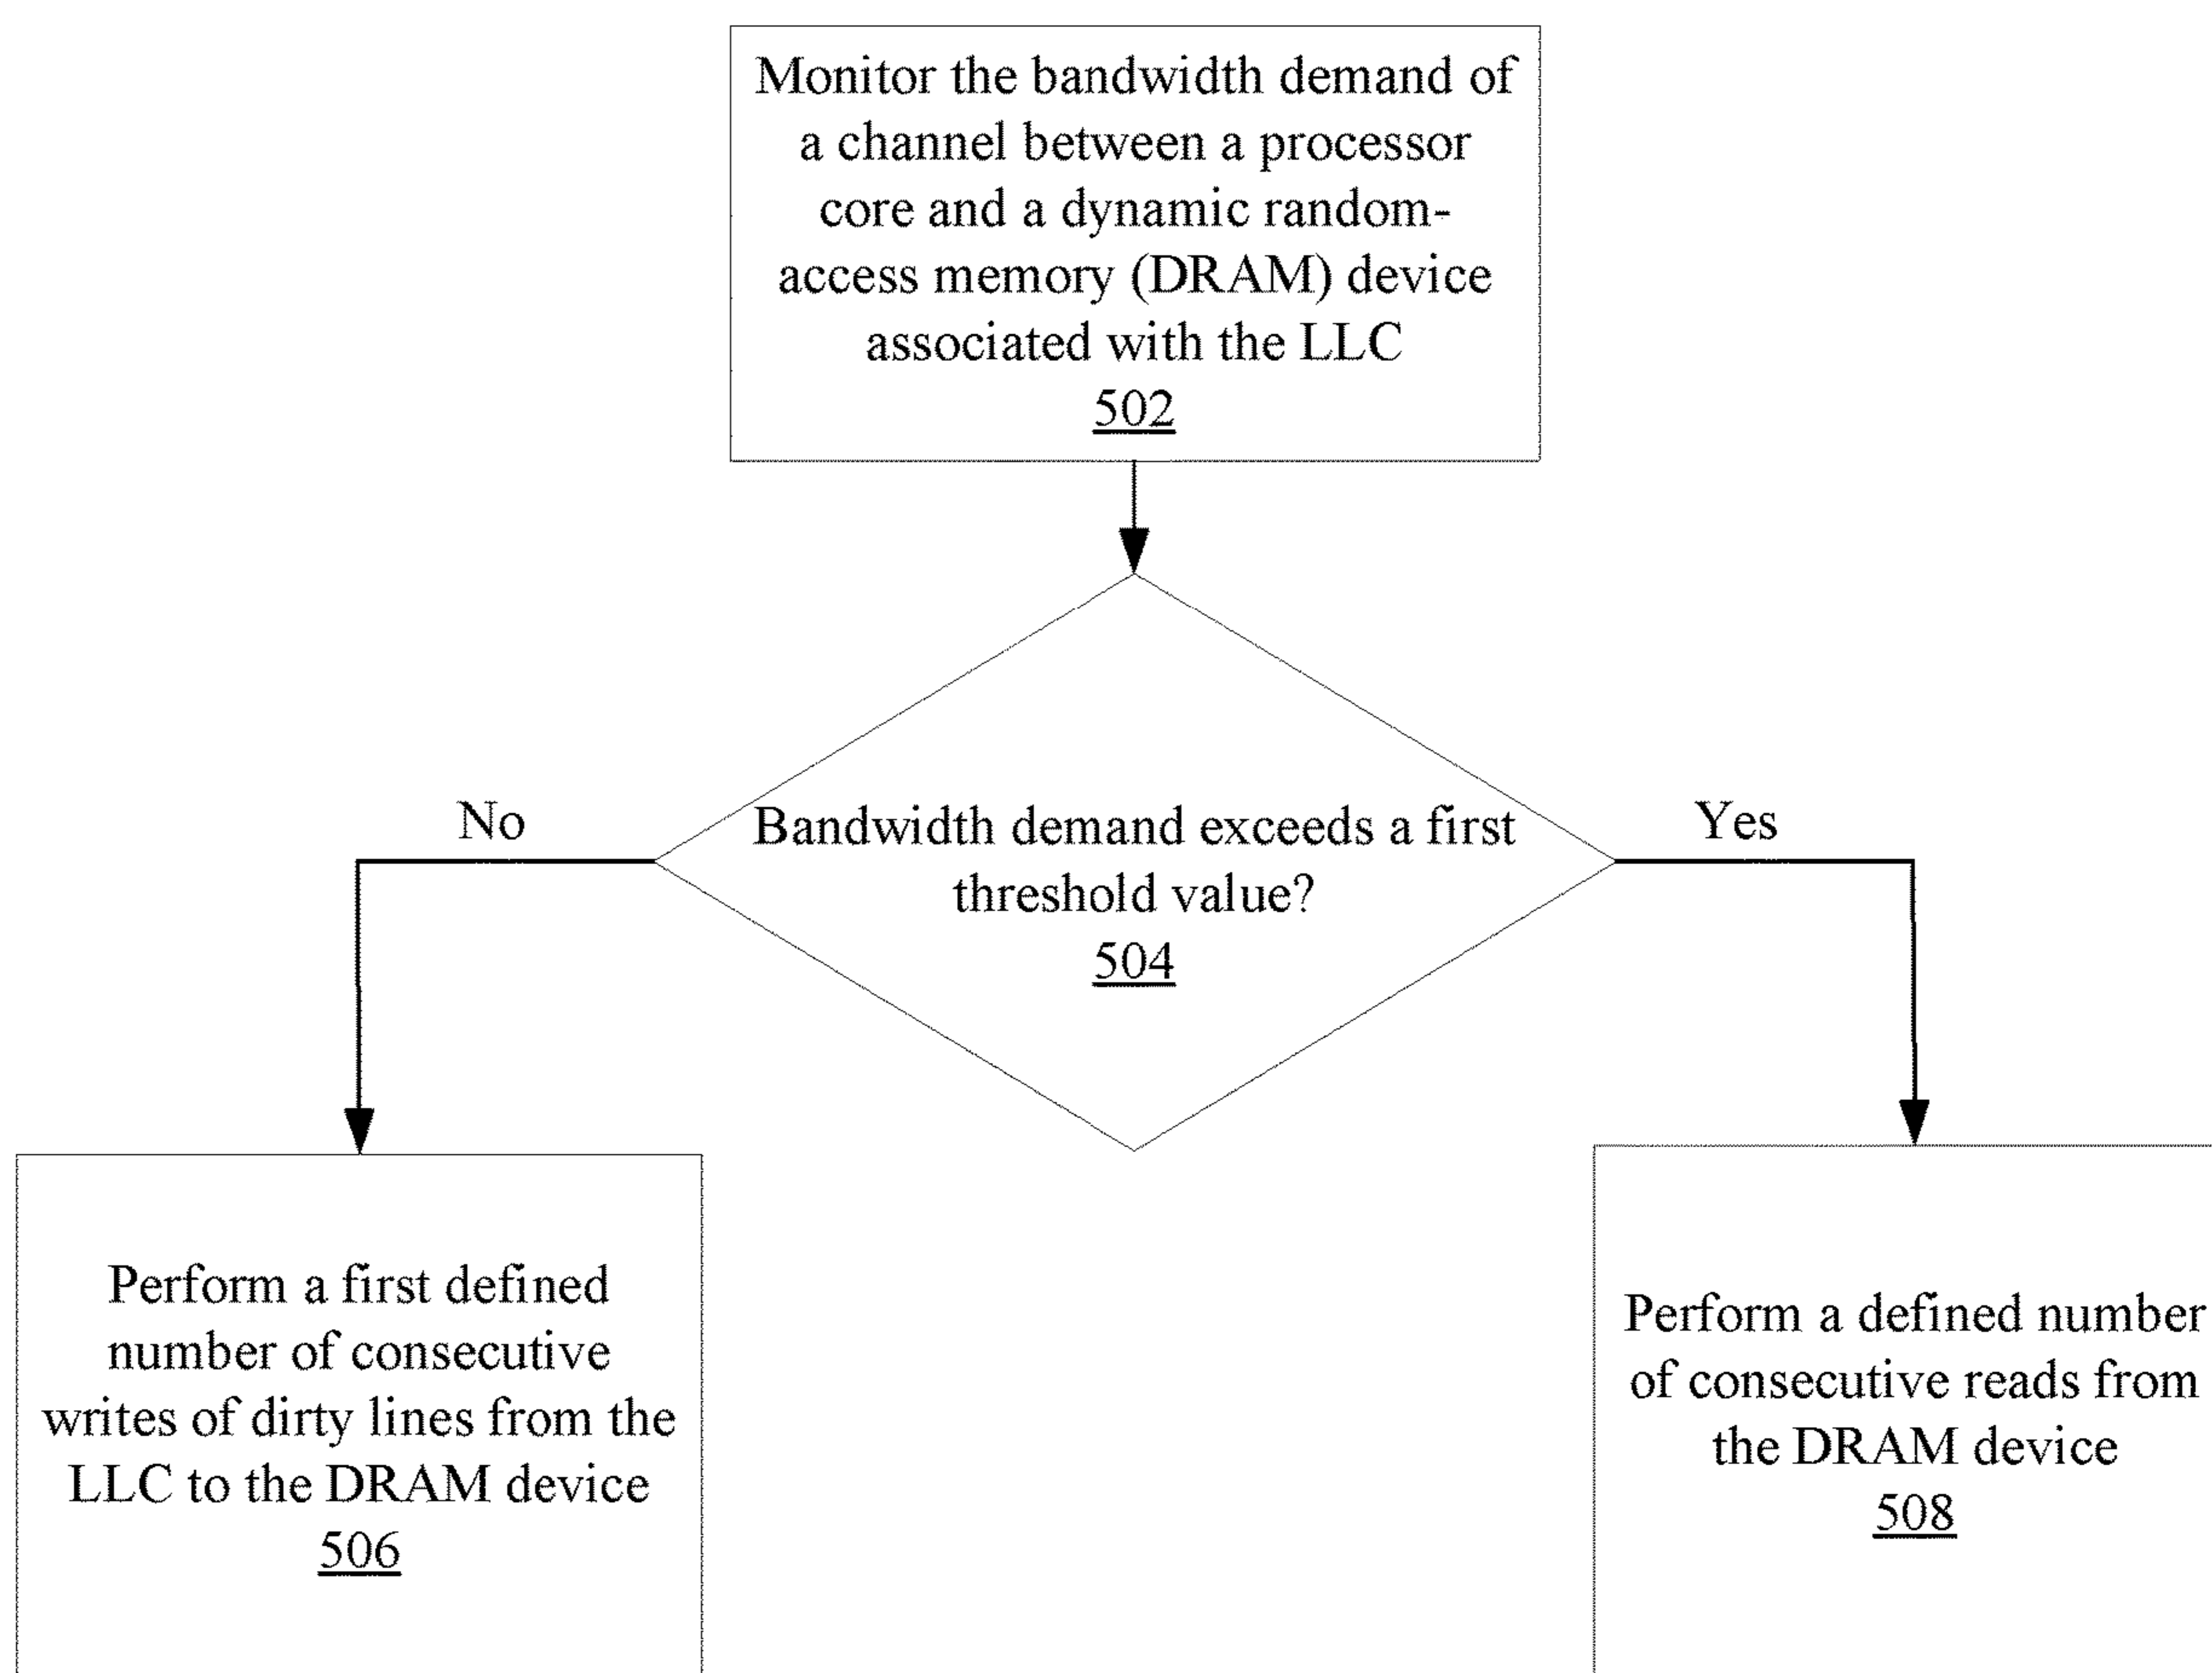 Monitor the bandwidth demand of
a channel between a processor
core and a dynamic random-
access memory (DRAM) device
associated with the LLC
502
No
Bandwidth demand exceeds a first
threshold value?
504
Yes
Perform a first defined
number of consecutive
writes of dirty lines from the
LLC to the DRAM device
506
Perform a defined number
of consecutive reads from
the DRAM device
508